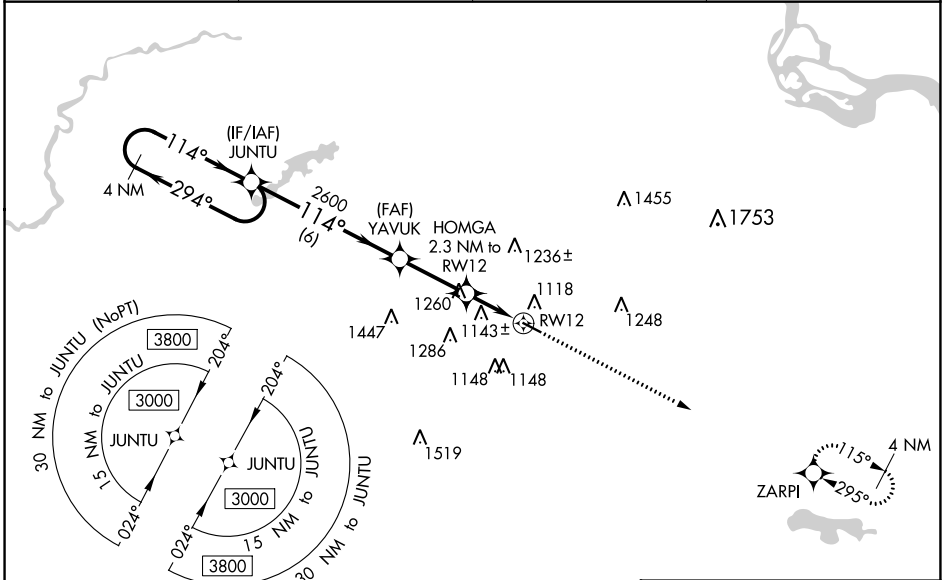 (IF/IAF)
JUNTU
114°
294°
4 NM
2600
114°
(6)
(FAF)
YAVUK
HOMGA
2.3 NM to
RW12
1236±
1455
1753
1260
1118
1248
RW12
1447
1143±
1286
1148
1148
1519
ZARPI
115°
295°
4 NM
30 NM to JUNTU (NoPT)
3800
15 NM to JUNTU
3000
JUNTU
204°
024°
204°
JUNTU
3000
15 NM to JUNTU
024°
3800
30 NM to JUNTU